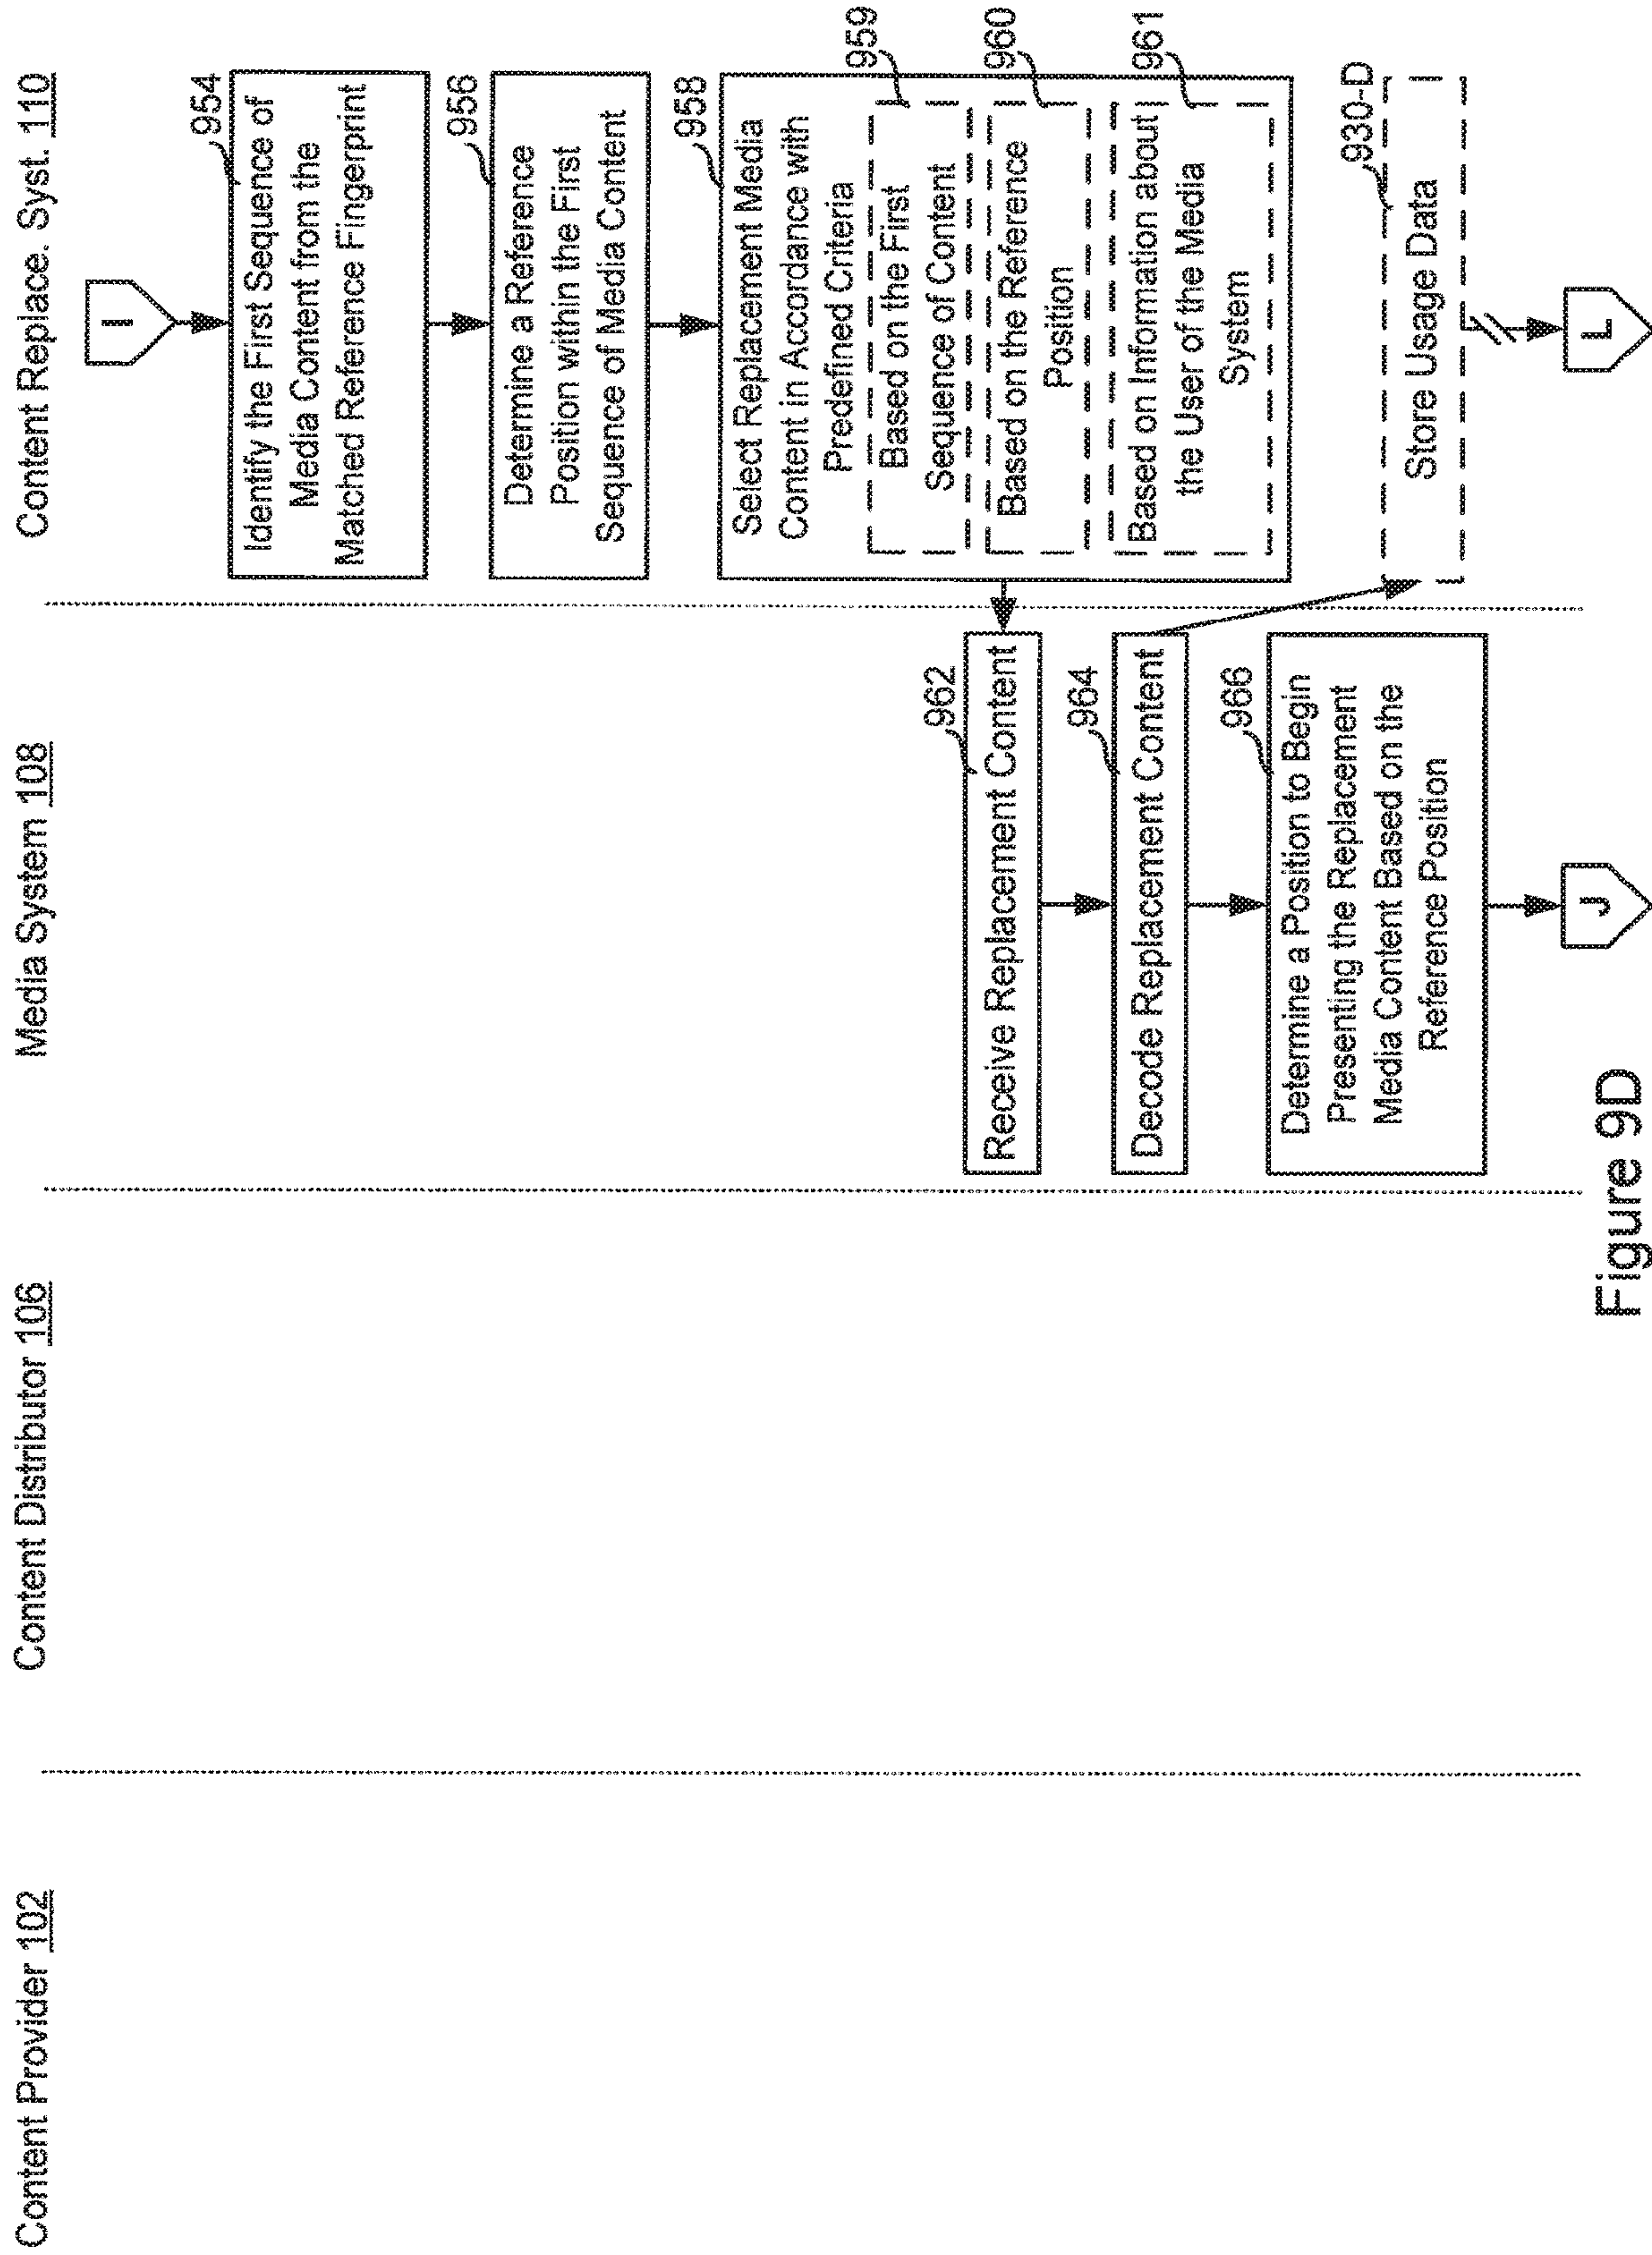 Content Provider 102
Content Distributor 106
Media System 108
Content Replace. Syst. 110
I
954
Identify the First Sequence of
Media Content from the
Matched Reference Fingerprint
956
Determine a Reference
Position within the First
Sequence of Media Content
958
Select Replacement Media
Content in Accordance with
Predefined Criteria
959
Based on the First
Sequence of Content
960
Based on the Reference
Position
961
Based on Information about
the User of the Media
System
962
Receive Replacement Content
964
Decode Replacement Content
966
Determine a Position to Begin
Presenting the Replacement
Media Content Based on the
Reference Position
930-D
Store Usage Data
J
L
Figure 9D